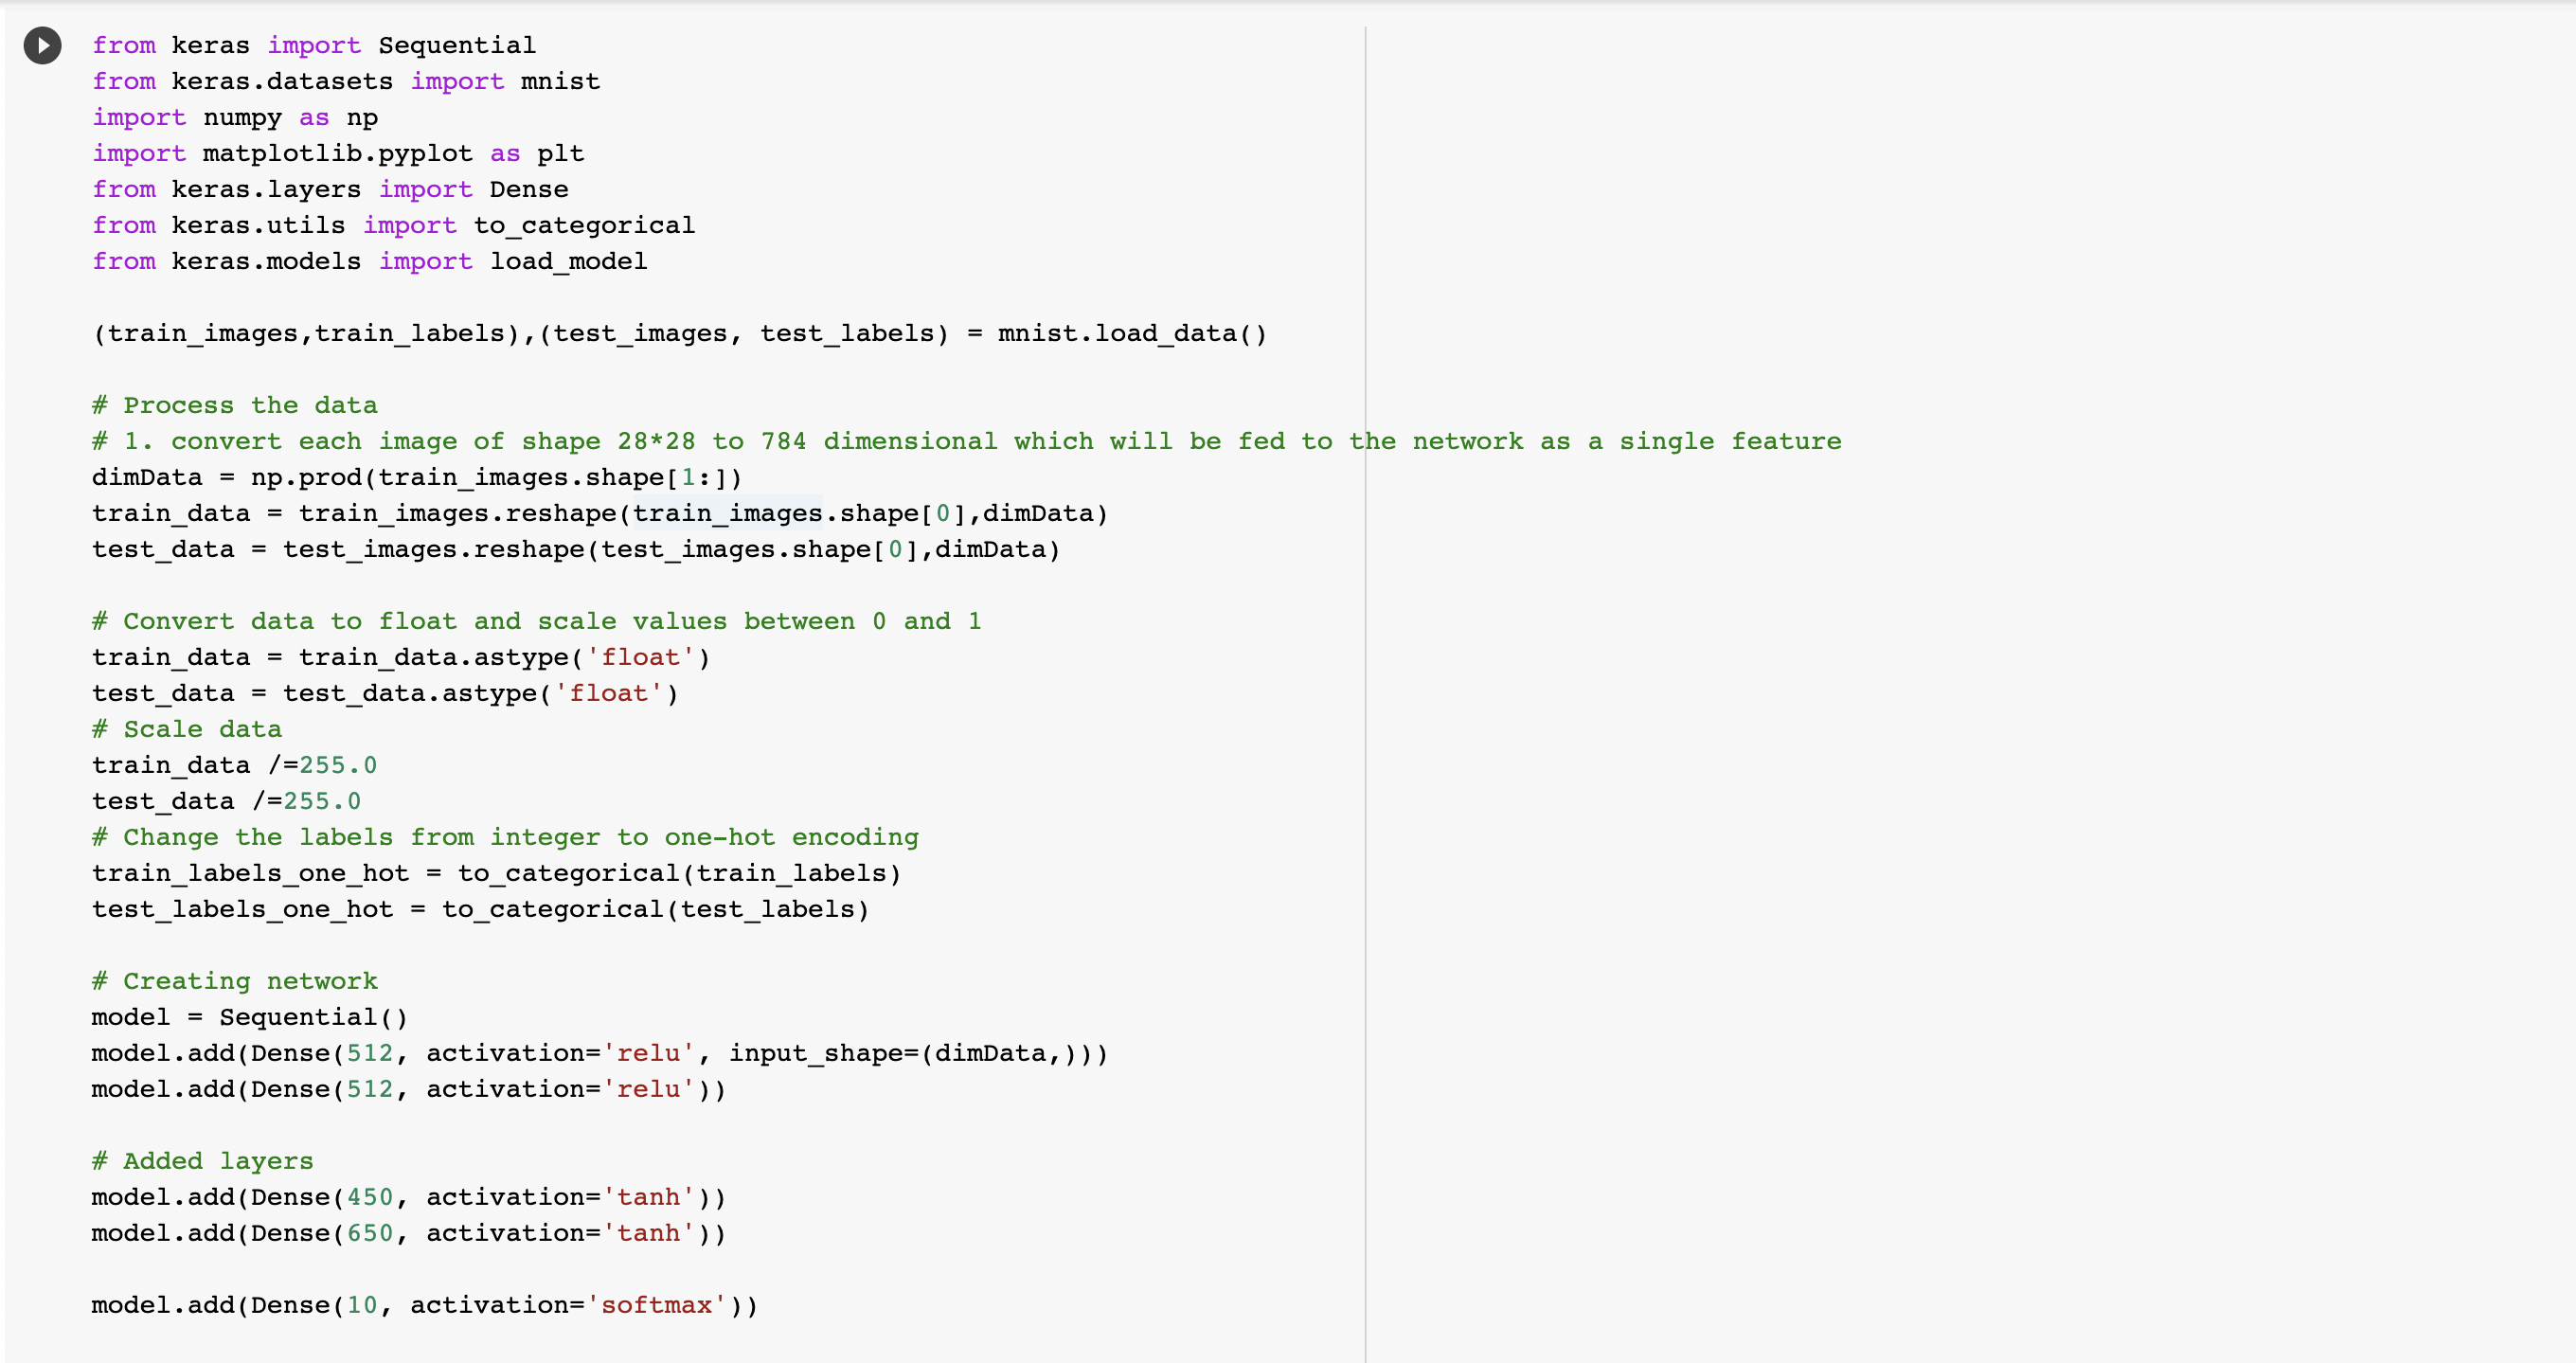 from keras import Sequential
from keras.datasets import mnist
import numpy as np
import matplotlib.pyplot as plt
from keras.layers import Dense
from keras.utils import to_categorical
from keras.models import load_model
(train_images,train_labels),(test_images, test_labels) = mnist.load_data()
# Process the data
# 1. convert each image of shape 28*28 to 784 dimensional which will be fed to the network as a single feature
dimData = np.prod(train_images.shape[1:])
train_data = train_images.reshape(train_images.shape[0],dimData)
test_data = test_images.reshape(test_images.shape[0],dimData)
# Convert data to float and scale values between 0 and 1
train_data = train_data.astype('float')
test_data = test_data.astype('float')
# Scale data
train_data /=255.0
test_data /=255.0
# Change the labels from integer to one-hot encoding
train_labels_one_hot = to_categorical(train_labels)
test_labels_one_hot = to_categorical(test_labels)
# Creating network
model = Sequential()
model.add(Dense(512, activation='relu', input_shape=(dimData,)))
model.add(Dense(512, activation='relu'))
# Added layers
model.add(Dense(450, activation='tanh'))
model.add(Dense(650, activation='tanh'))
model.add(Dense(10, activation='softmax'))